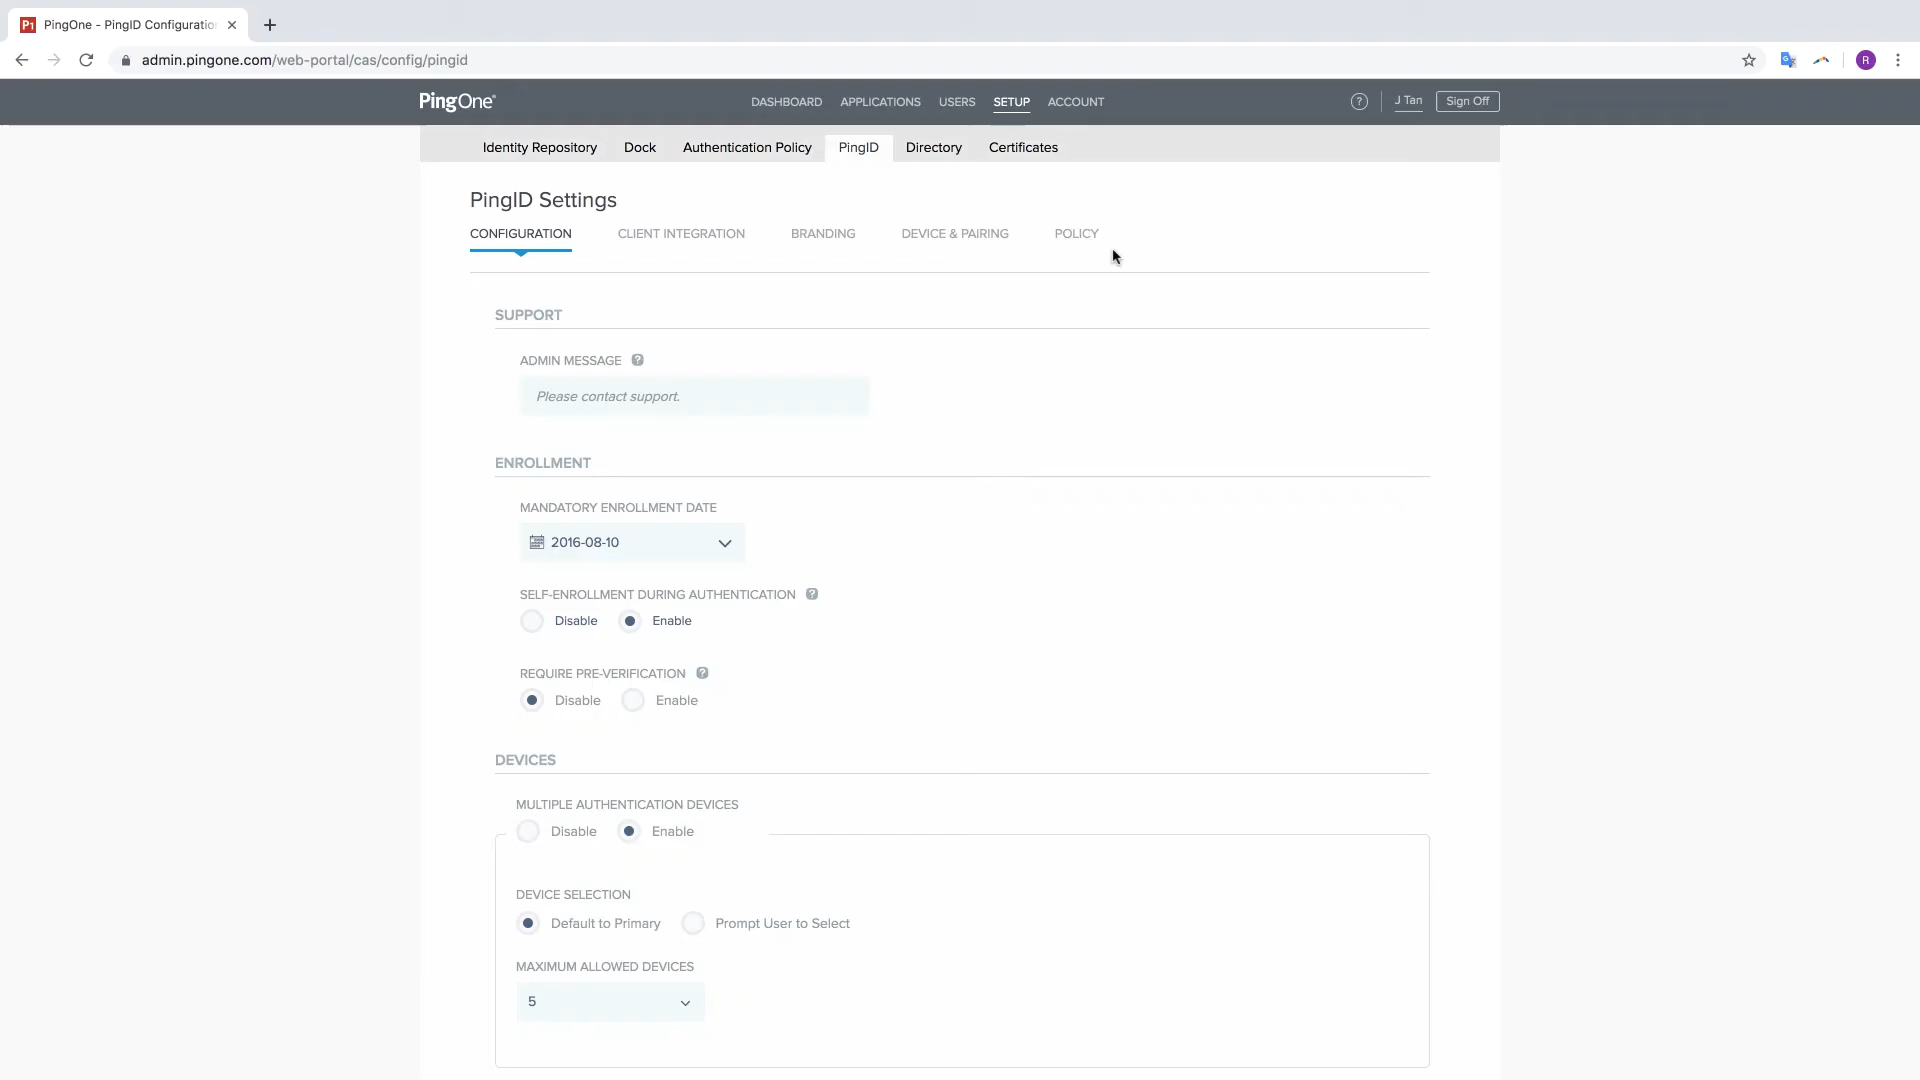 PingOne - PingID Configuratio
admin.pingone.com/web-portal/cas/config/pingid
R
PingOne
DASHBOARD APPLICATIONS USERS SETUP ACCOUNT
? J Tan Sign Off
Identity Repository Dock Authentication Policy PingID Directory Certificates
PingID Settings
CONFIGURATION CLIENT INTEGRATION BRANDING DEVICE & PAIRING POLICY
SUPPORT
ADMIN MESSAGE ?
Please contact support.
ENROLLMENT
MANDATORY ENROLLMENT DATE
2016-08-10
SELF-ENROLLMENT DURING AUTHENTICATION ?
Disable Enable
REQUIRE PRE-VERIFICATION ?
Disable Enable
DEVICES
MULTIPLE AUTHENTICATION DEVICES
Disable Enable
DEVICE SELECTION
Default to Primary Prompt User to Select
MAXIMUM ALLOWED DEVICES
5